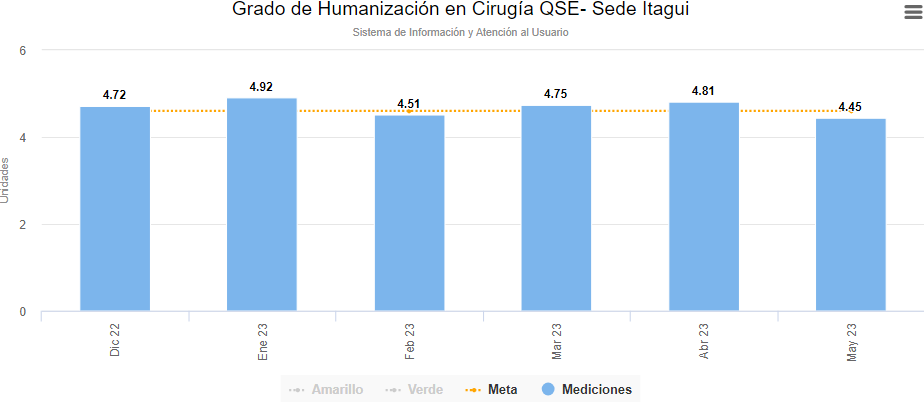 Grado de Humanización en Cirugía QSE- Sede Itagui
Sistema de Información y Atención al Usuario
Unidades
6
4
2
0
4.72
4.92
4.51
4.75
4.81
4.45
Dic 22
Ene 23
Feb 23
Mar 23
Abr 23
May 23
Amarillo
Verde
Meta
Mediciones